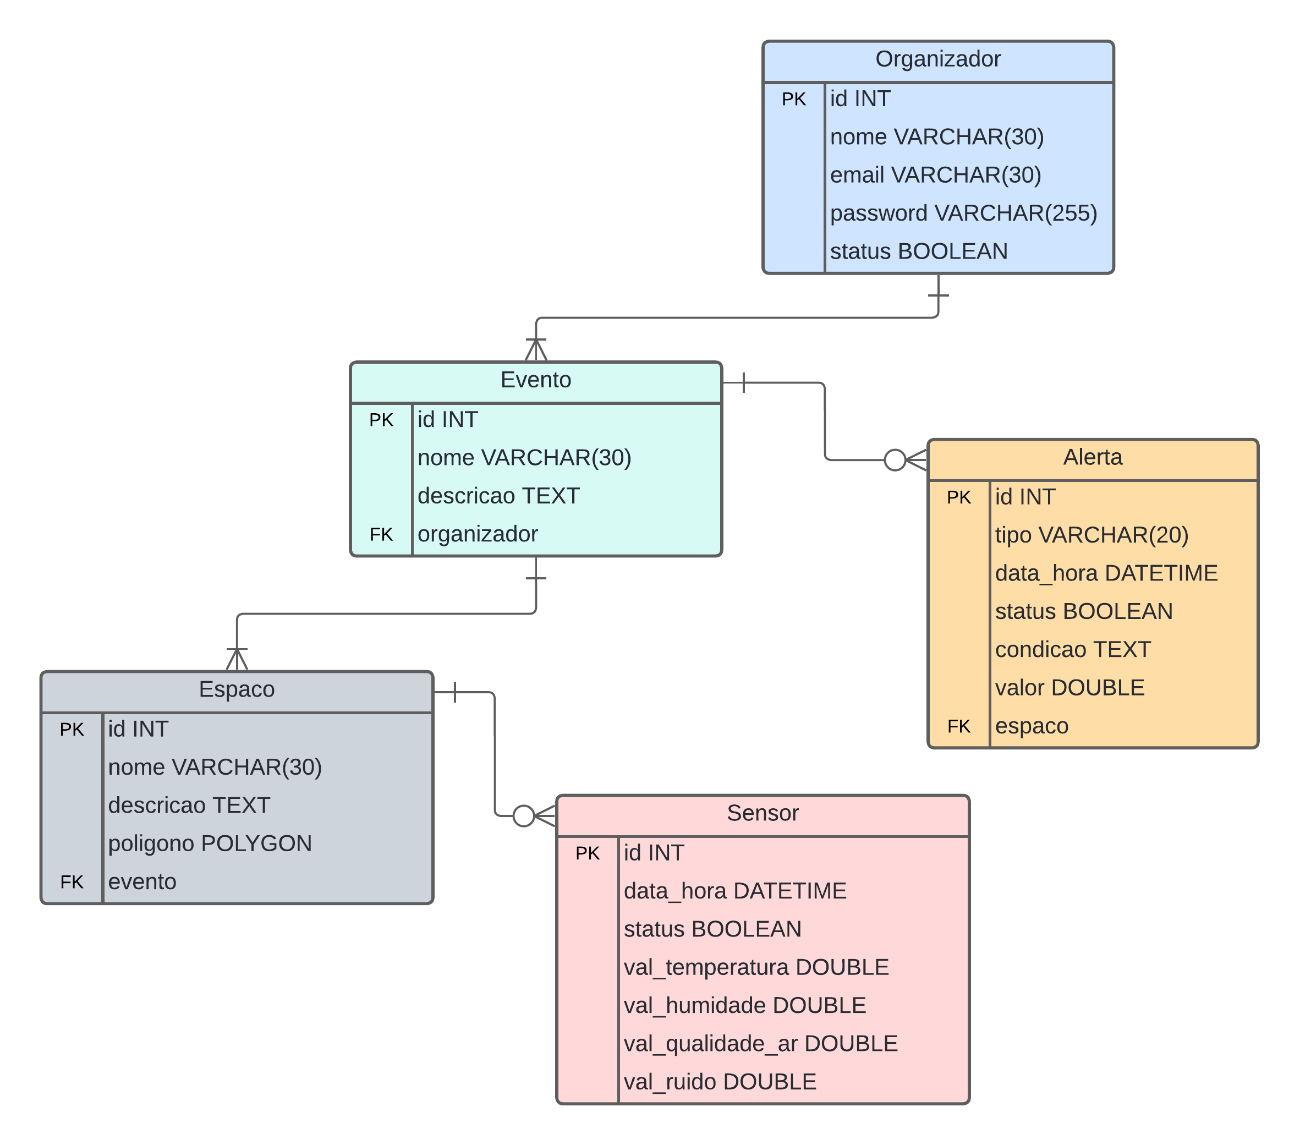 Organizador
PK id INT
nome VARCHAR(30)
email VARCHAR(30)
password VARCHAR(255)
status BOOLEAN
Evento
PK id INT
nome VARCHAR(30)
descricao TEXT
FK organizador
Alerta
PK id INT
tipo VARCHAR(20)
data_hora DATETIME
status BOOLEAN
condicao TEXT
valor DOUBLE
FK espaco
Espaco
PK id INT
nome VARCHAR(30)
descricao TEXT
poligono POLYGON
FK evento
Sensor
PK id INT
data_hora DATETIME
status BOOLEAN
val_temperatura DOUBLE
val_humidade DOUBLE
val_qualidade_ar DOUBLE
val_ruido DOUBLE